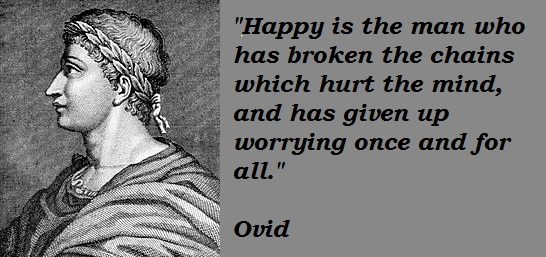 "Happy is the man who
has broken the chains
which hurt the mind,
and has given up
worrying once and for
all."
Ovid